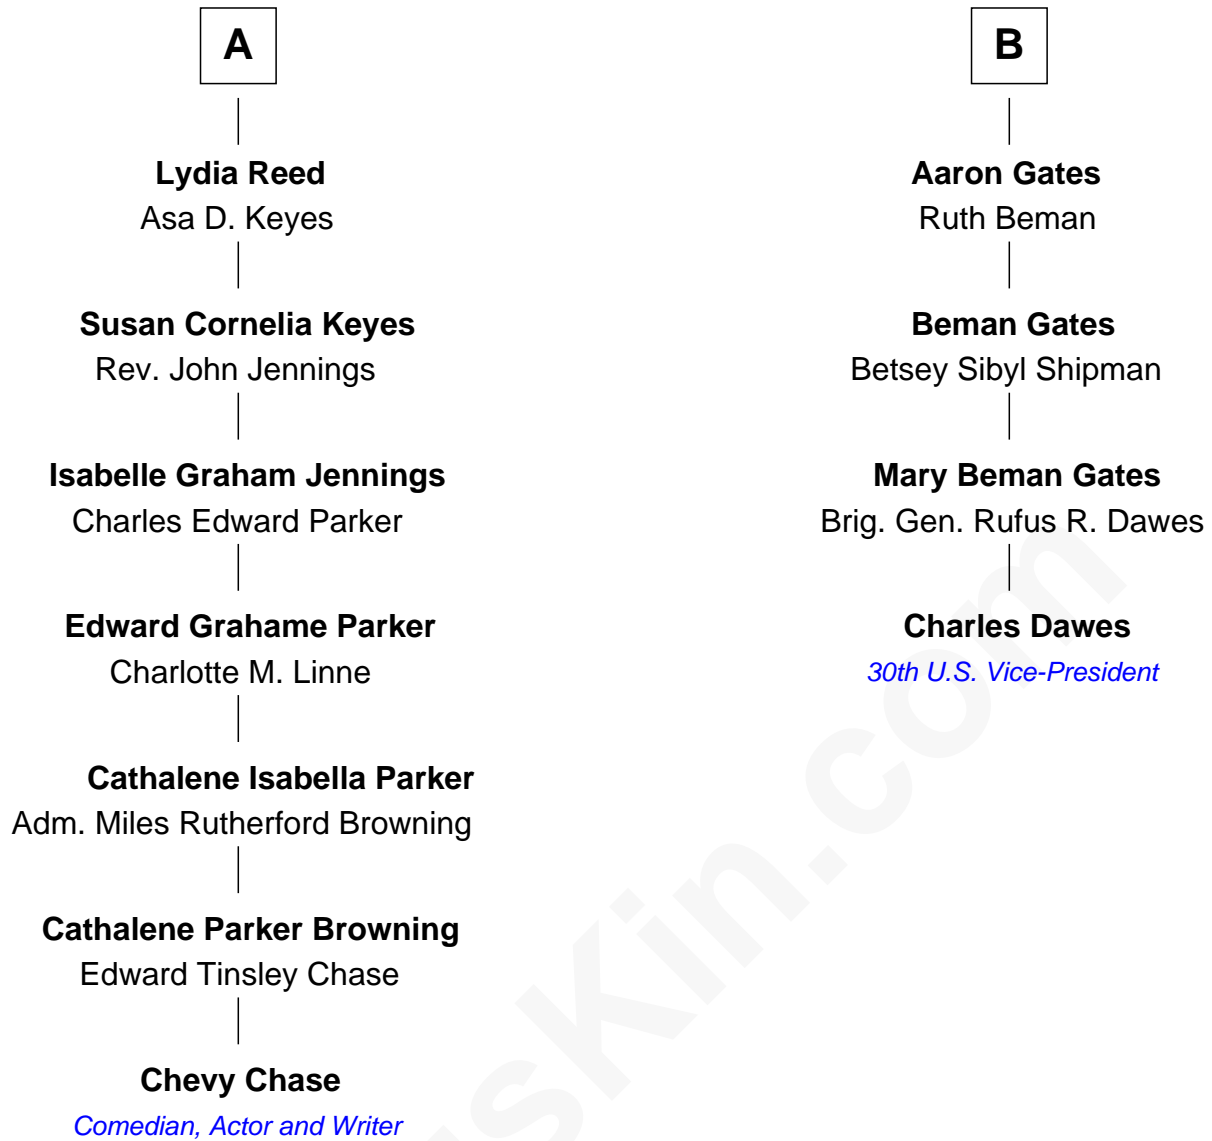 A
Lydia Reed
Asa D. Keyes
Susan Cornelia Keyes
Rev. John Jennings
Isabelle Graham Jennings
Charles Edward Parker
Edward Grahame Parker
Charlotte M. Linne
Cathalene Isabella Parker
Adm. Miles Rutherford Browning
Cathalene Parker Browning
Edward Tinsley Chase
Chevy Chase
Comedian, Actor and Writer
B
Aaron Gates
Ruth Beman
Beman Gates
Betsey Sibyl Shipman
Mary Beman Gates
Brig. Gen. Rufus R. Dawes
Charles Dawes
30th U.S. Vice-President